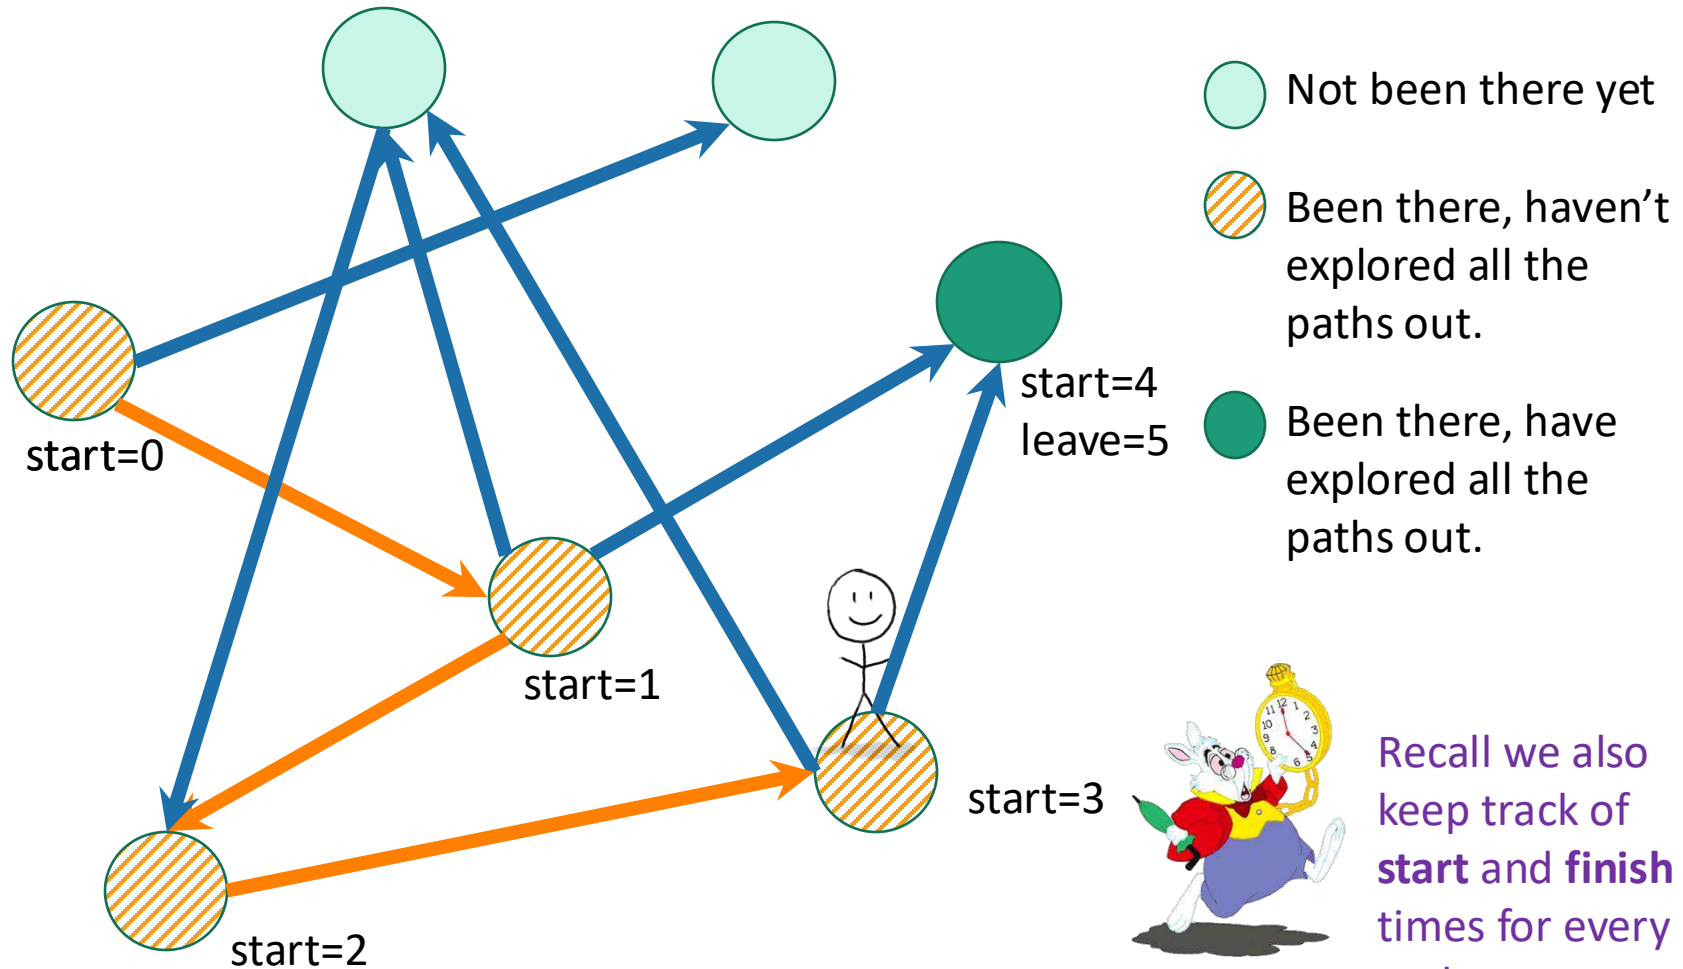 Not been there yet
Been there, haven't
explored all the
paths out.
start=4
leave=5
Been there, have
explored all the
paths out.
start=0
start=1
start=3
start=2
Recall we also
keep track of
start and finish
times for every